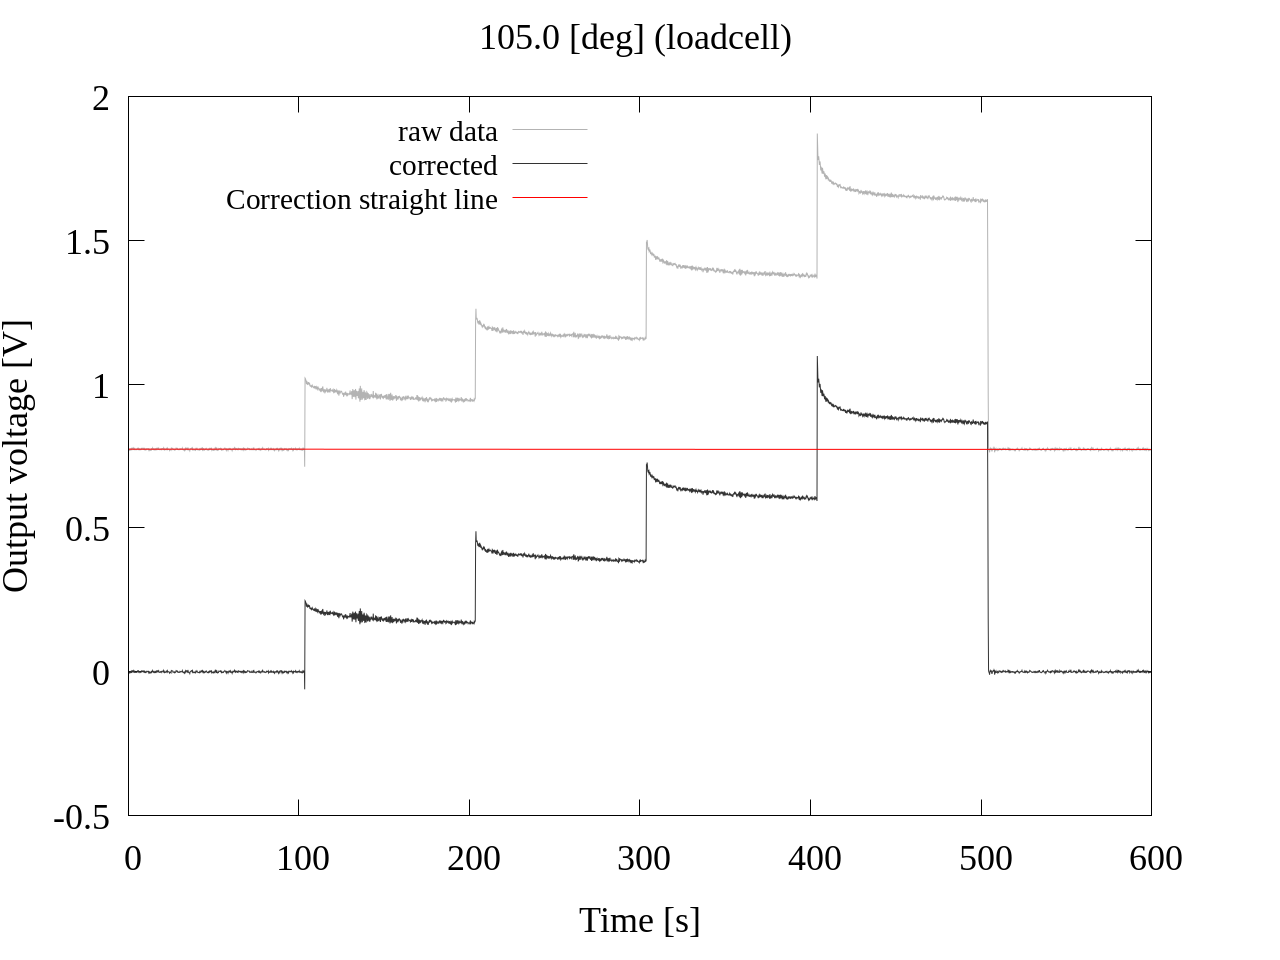 105.0 [deg] (loadcell)
2
1.5
1
0.5
0
-0.5
raw data
corrected
Correction straight line
Output voltage [V]
0 100 200 300 400 500 600
Time [s]